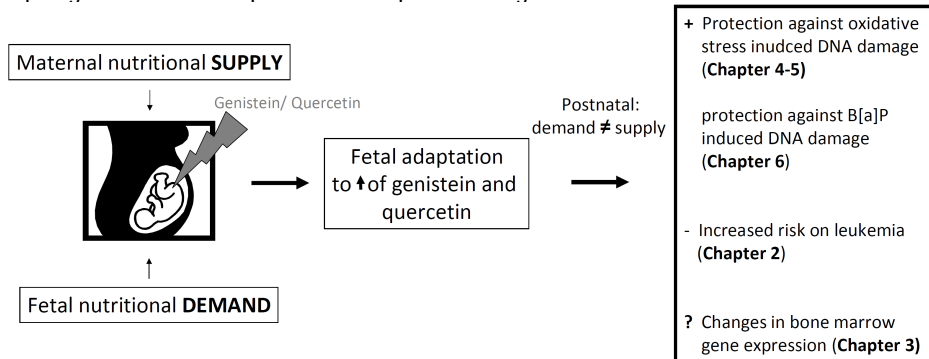 Maternal nutritional SUPPLY
Genistein/ Quercetin
Fetal nutritional DEMAND
Fetal adaptation
to ↑ of genistein and
quercetin
Postnatal:
demand ≠ supply
+ Protection against oxidative
stress inudced DNA damage
(Chapter 4-5)
protection against B[a]P
induced DNA damage
(Chapter 6)
- Increased risk on leukemia
(Chapter 2)
? Changes in bone marrow
gene expression (Chapter 3)